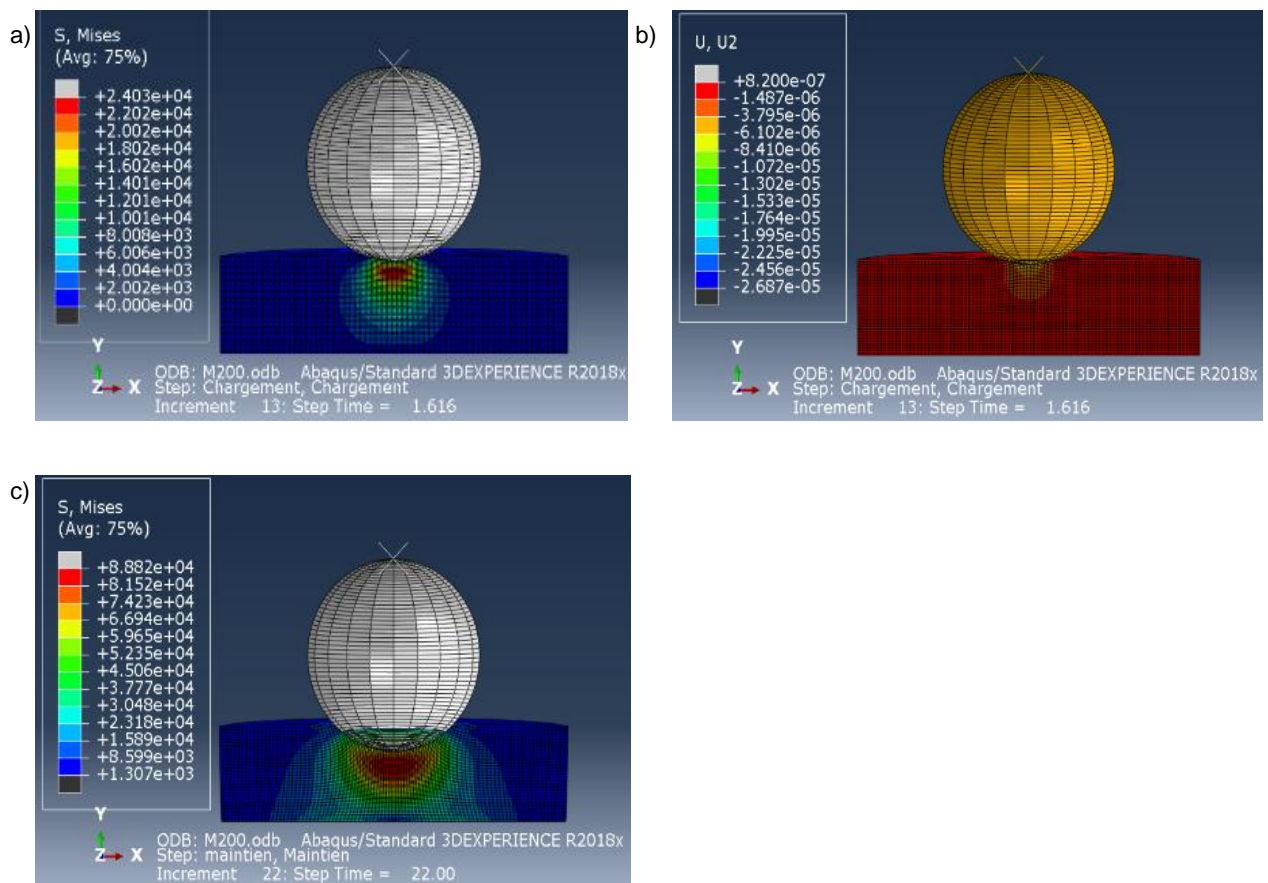 a)
S, Mises
(Avg: 75%)
+2.403e+04
+2.202e+04
+2.002e+04
+1.802e+04
+1.602e+04
+1.401e+04
+1.201e+04
+1.001e+04
+8.008e+03
+6.006e+03
+4.004e+03
+2.002e+03
+0.000e+00
Y
Z X
ODB: M200.odb Abaqus/Standard 3DEXPERIENCE R2018x
Step: Chargement, Chargement
Increment 13: Step Time = 1.616
b)
U, U2
+8.200e-07
-1.487e-06
-3.795e-06
-6.102e-06
-8.410e-06
-1.072e-05
-1.302e-05
-1.533e-05
-1.764e-05
-1.995e-05
-2.225e-05
-2.456e-05
-2.687e-05
Y
Z X
ODB: M200.odb Abaqus/Standard 3DEXPERIENCE R2018x
Step: Chargement, Chargement
Increment 13: Step Time = 1.616
c)
S, Mises
(Avg: 75%)
+8.882e+04
+8.152e+04
+7.423e+04
+6.694e+04
+5.965e+04
+5.235e+04
+4.506e+04
+3.777e+04
+3.048e+04
+2.318e+04
+1.589e+04
+8.599e+03
+1.307e+03
Y
Z X
ODB: M200.odb Abaqus/Standard 3DEXPERIENCE R2018x
Step: maintien, Maintien
Increment 22: Step Time = 22.00